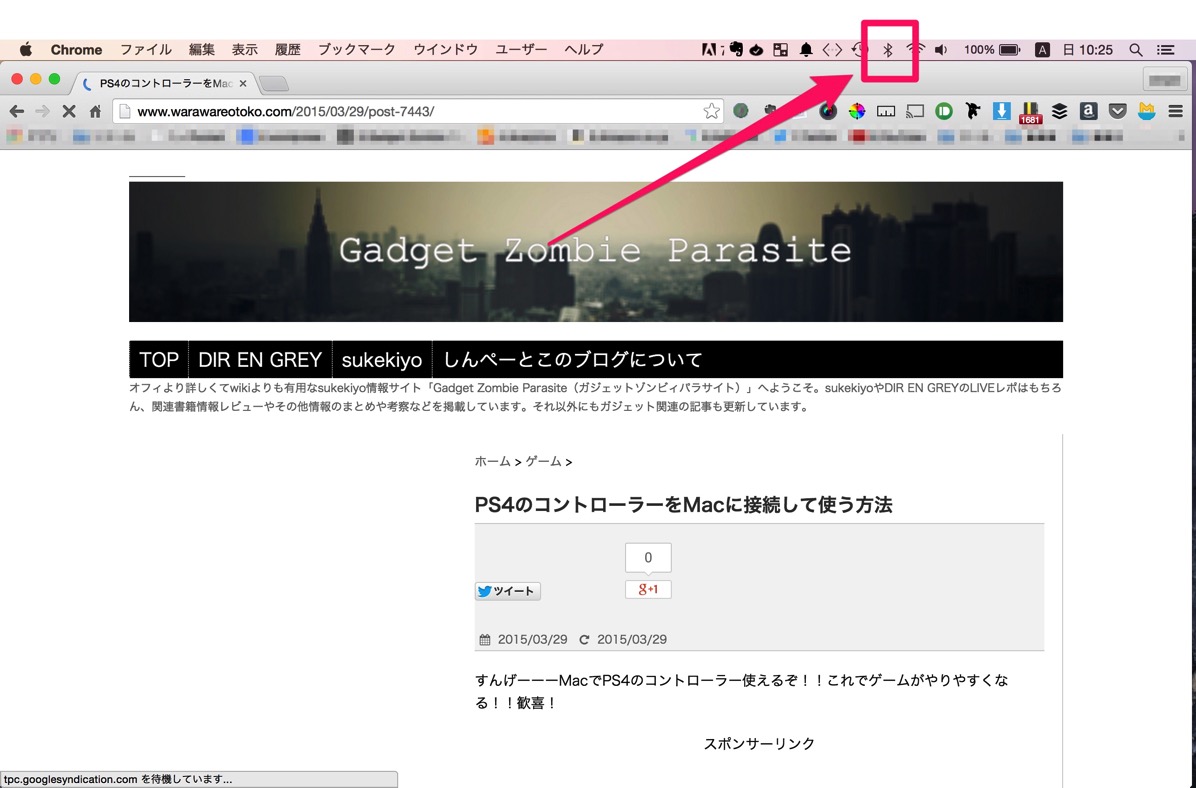 Chrome ファイル 編集 表示 履歴 ブックマーク ウインドウ ユーザー ヘルプ 7 100% A 日 10:25
PS4のコントローラーをMac
www.warawareotoko.com/2015/03/29/post-7443/
1681
Gadget Zombie Parasite
TOP DIR EN GREY sukekiyo しんぺーとこのブログについて
オフィより詳しくてwikiよりも有用なsukekiyo情報サイト「Gadget Zombie Parasite（ガジェットゾンビィパラサイト）」へようこそ。sukekiyoやDIR EN GREYのLIVEレポはもちろ
ん、関連書籍情報レビューやその他情報のまとめや考察などを掲載しています。それ以外にもガジェット関連の記事も更新しています。
ホーム > ゲーム >
PS4のコントローラーをMacに接続して使う方法
0
ツイート g+1
2015/03/29 2015/03/29
すんげーーーMacでPS4のコントローラー使えるぞ！！これでゲームがやりやすくな
る！！歓喜！
スポンサーリンク
tpc.googlesyndication.com を待機しています...